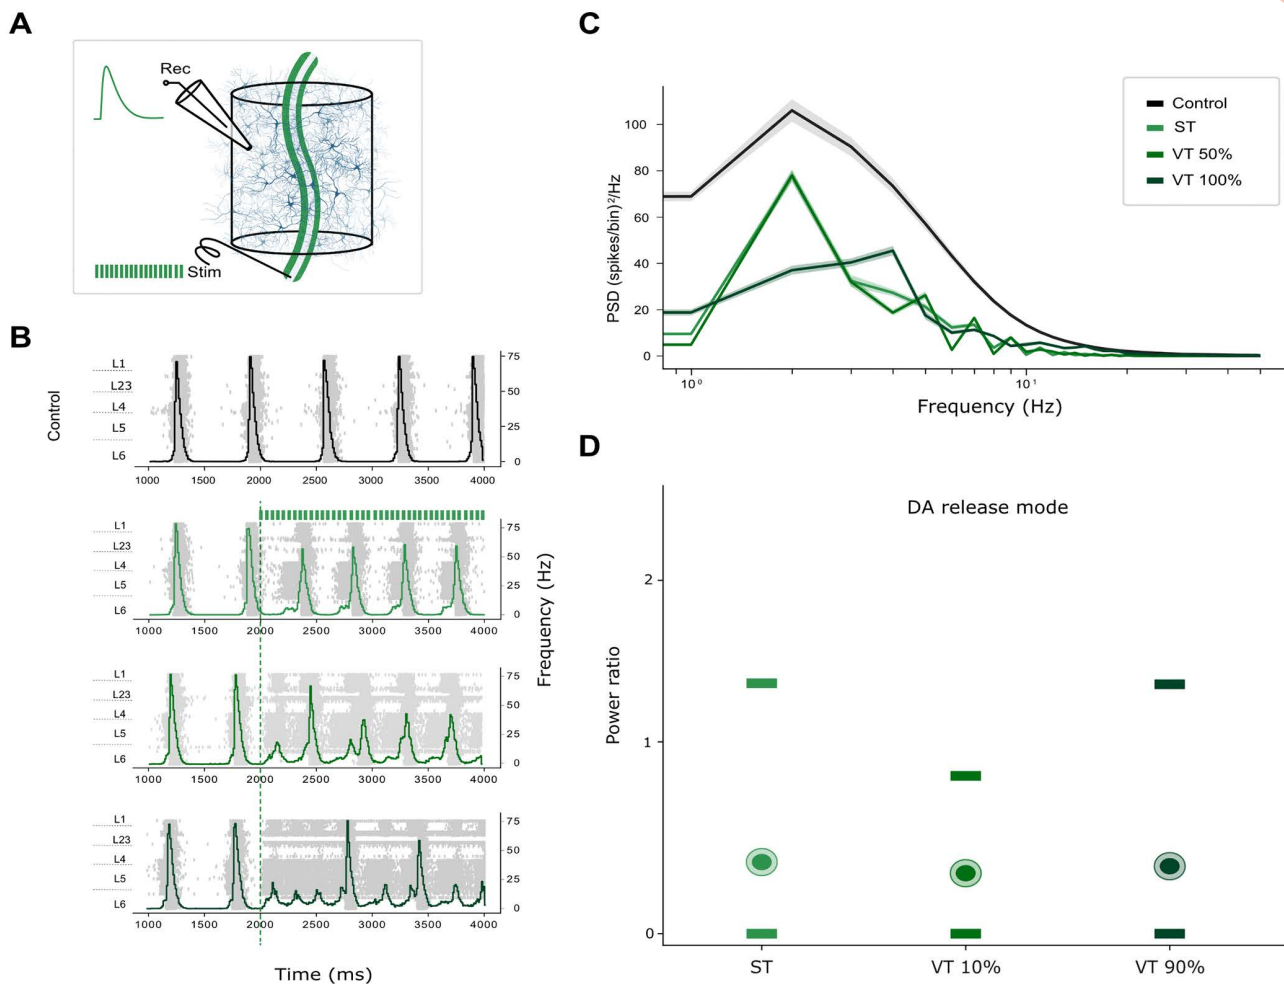 A
Rec
Stim
B
Control
L1
L23
L4
L5
L6
75
50
25
0
1000 1500 2000 2500 3000 3500 4000
L1
L23
L4
L5
L6
75
50
25
0
1000 1500 2000 2500 3000 3500 4000
L1
L23
L4
L5
L6
75
50
25
0
1000 1500 2000 2500 3000 3500 4000
L1
L23
L4
L5
L6
75
50
25
0
1000 1500 2000 2500 3000 3500 4000
Frequency (Hz)
Time (ms)
C
Control
ST
VT 50%
VT 100%
PSD (spikes/bin)²/Hz
100
80
60
40
20
0
10⁰ 10¹
Frequency (Hz)
D
DA release mode
Power ratio
2
1
0
ST VT 10% VT 90%